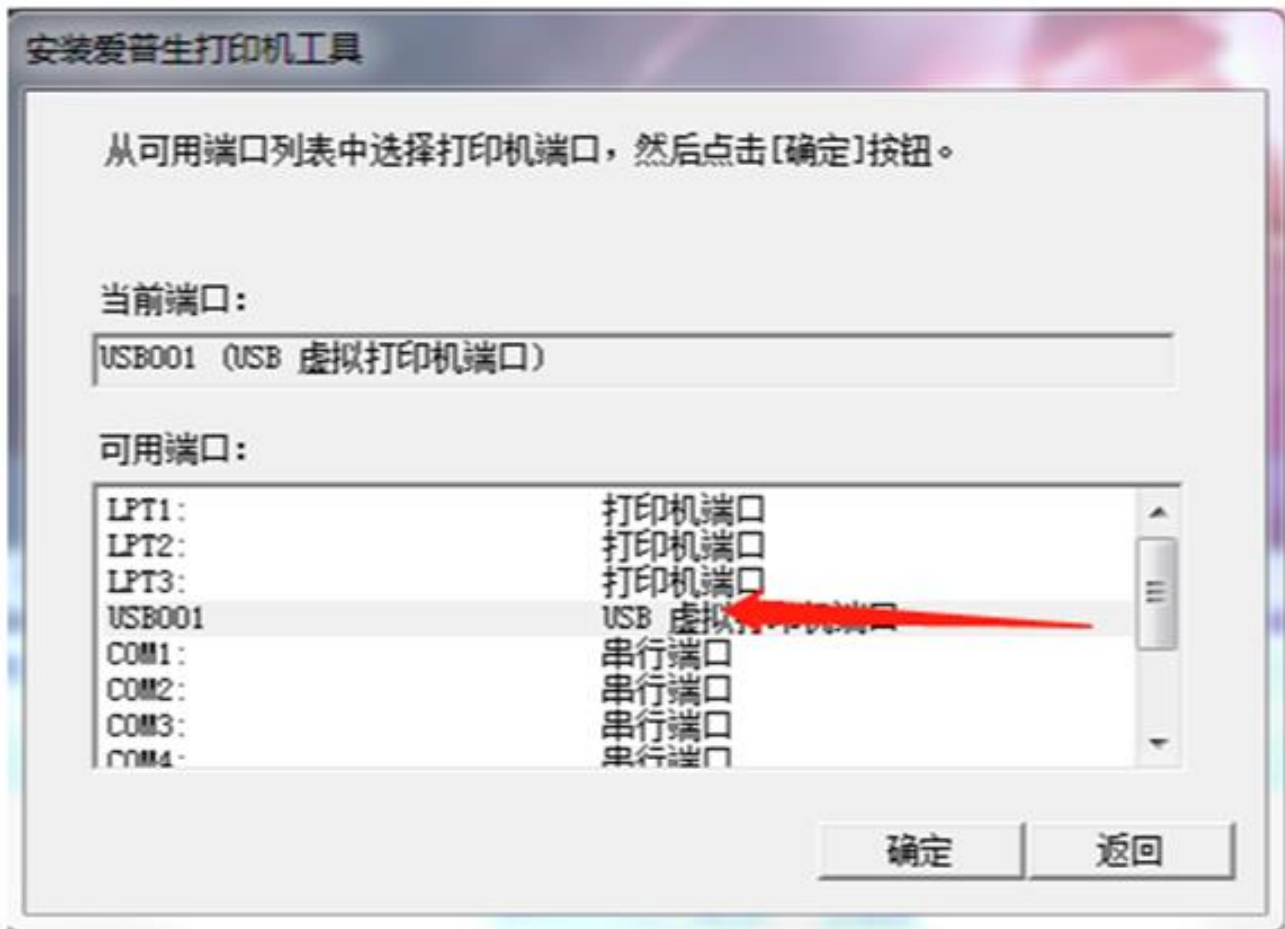 安装爱普生打印机工具
从可用端口列表中选择打印机端口，然后点击[确定]按钮。
当前端口：
USB001 (USB 虚拟打印机端口)
可用端口：
LPT1: 打印机端口
LPT2: 打印机端口
LPT3: 打印机端口
USB001 USB 虚拟打印机端口
COM1: 串行端口
COM2: 串行端口
COM3: 串行端口
COM4: 串行端口
确定 返回